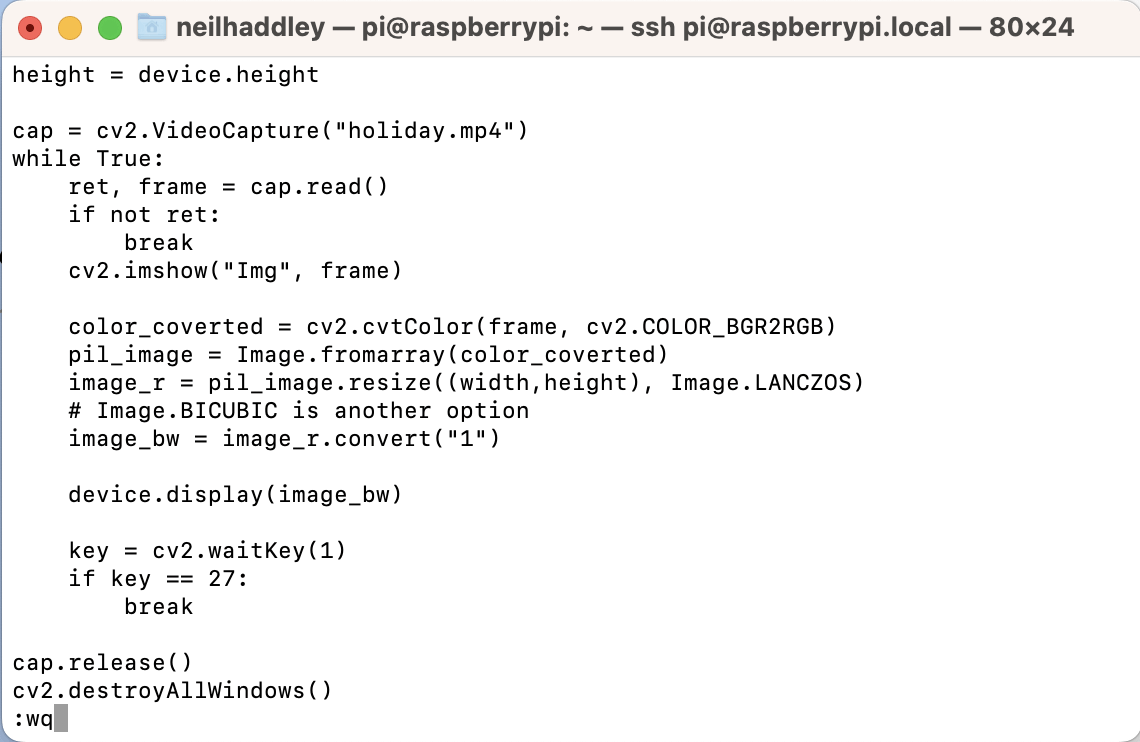 neilhaddley — pi@raspberrypi: ~ — ssh pi@raspberrypi.local — 80×24
height = device.height

cap = cv2.VideoCapture("holiday.mp4")
while True:
    ret, frame = cap.read()
    if not ret:
        break
    cv2.imshow("Img", frame)

    color_coverted = cv2.cvtColor(frame, cv2.COLOR_BGR2RGB)
    pil_image = Image.fromarray(color_coverted)
    image_r = pil_image.resize((width,height), Image.LANCZOS)
    # Image.BICUBIC is another option
    image_bw = image_r.convert("1")

    device.display(image_bw)

    key = cv2.waitKey(1)
    if key == 27:
        break

cap.release()
cv2.destroyAllWindows()
:wq